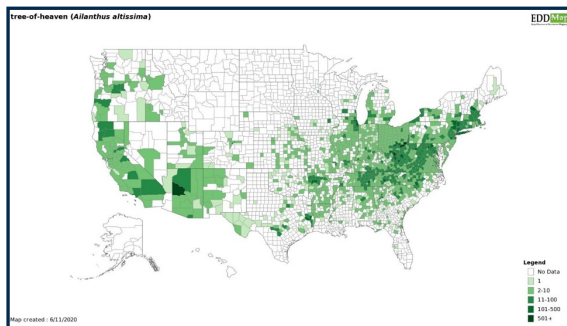 tree-of-heaven (Ailanthus altissima)
EDDMapS
Legend
No Data
1
2-10
11-100
101-500
501+
Map created : 6/11/2020